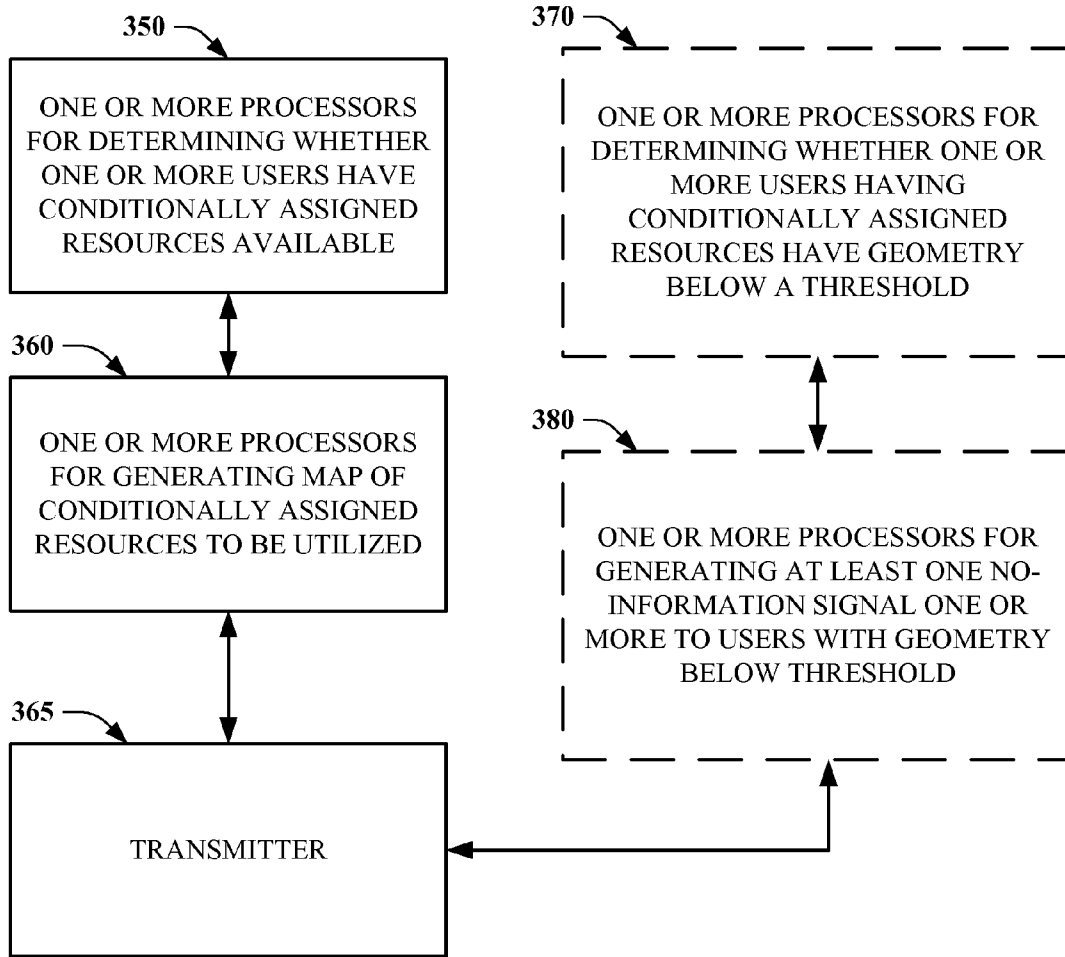 350
ONE OR MORE PROCESSORS
FOR DETERMINING WHETHER
ONE OR MORE USERS HAVE
CONDITIONALLY ASSIGNED
RESOURCES AVAILABLE
360
ONE OR MORE PROCESSORS
FOR GENERATING MAP OF
CONDITIONALLY ASSIGNED
RESOURCES TO BE UTILIZED
365
TRANSMITTER
370
ONE OR MORE PROCESSORS FOR
DETERMINING WHETHER ONE OR
MORE USERS HAVING
CONDITIONALLY ASSIGNED
RESOURCES HAVE GEOMETRY
BELOW A THRESHOLD
380
ONE OR MORE PROCESSORS FOR
GENERATING AT LEAST ONE NO-
INFORMATION SIGNAL ONE OR
MORE TO USERS WITH GEOMETRY
BELOW THRESHOLD